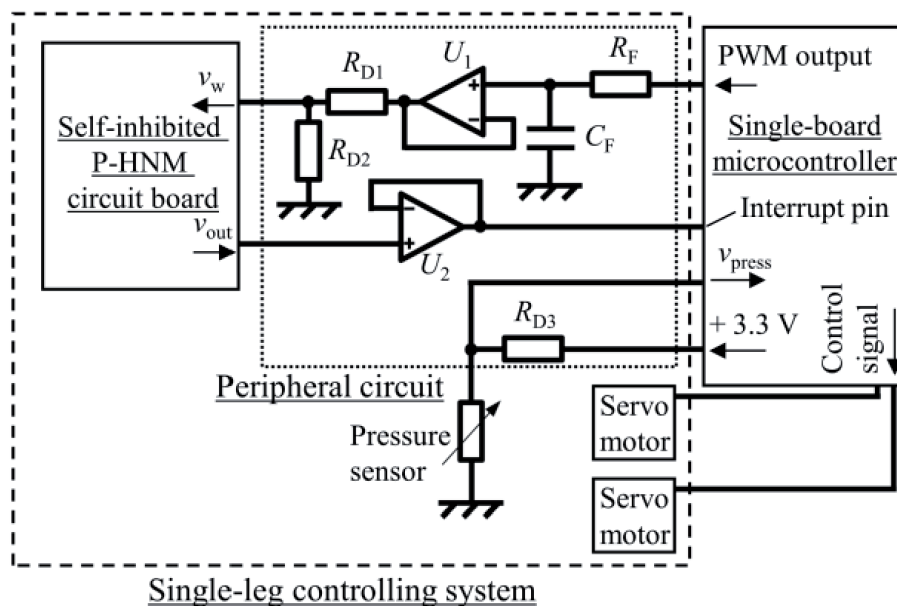 PWM output
R_F
U_1
R_D1
v_w
Self-inhibited
P-HNM
circuit board
R_D2
C_F
+
−
Single-board
microcontroller
v_out
−
+
U_2
Interrupt pin
v_press
R_D3
+ 3.3 V
Control
signal
Peripheral circuit
Pressure
sensor
Servo
motor
Servo
motor
Single-leg controlling system